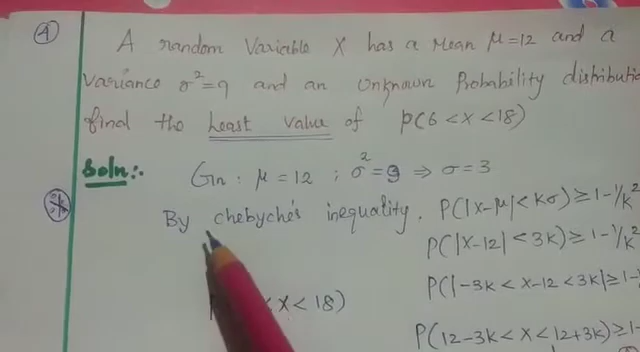 4
A random Variable X has a Mean μ=12 and a
Variance σ²=9 and an Unknown Probability distributio
find the Least Value of P(6<X<18)
Soln:- Gn: μ=12 ; σ²=9 ⇒ σ=3
By chebyche's inequality. P(|X-μ|<Kσ)≥1-1/K²
P(|X-12|<3K)≥1-1/K²
P(|-3K<X-12<3K|≥1-
<X<18)
P(12-3K<X<12+3K)≥1-